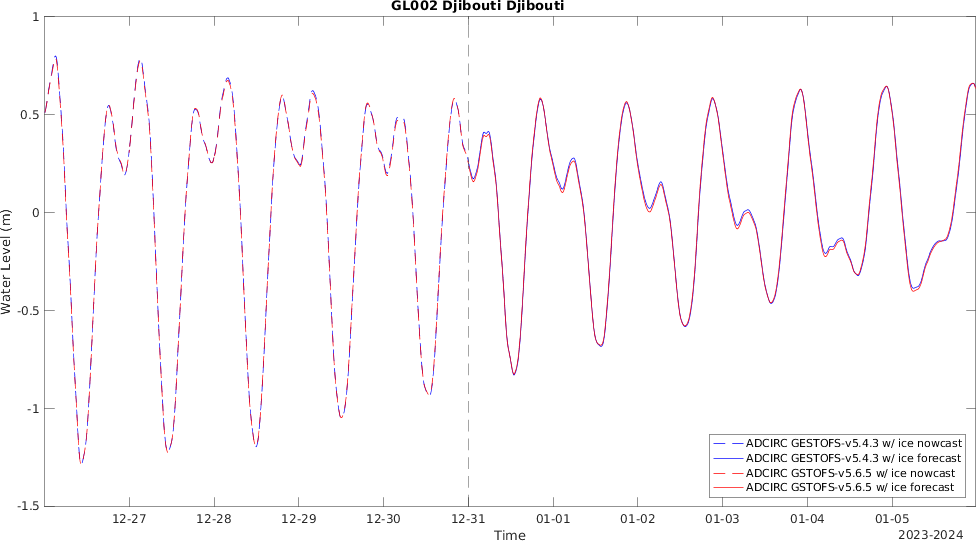 GL002 Djibouti Djibouti
1
0.5
0
-0.5
-1
-1.5
Water Level (m)
12-27
12-28
12-29
12-30
12-31
01-01
01-02
01-03
01-04
01-05
Time
2023-2024
ADCIRC GESTOFS-v5.4.3 w/ ice nowcast
ADCIRC GESTOFS-v5.4.3 w/ ice forecast
ADCIRC GSTOFS-v5.6.5 w/ ice nowcast
ADCIRC GSTOFS-v5.6.5 w/ ice forecast